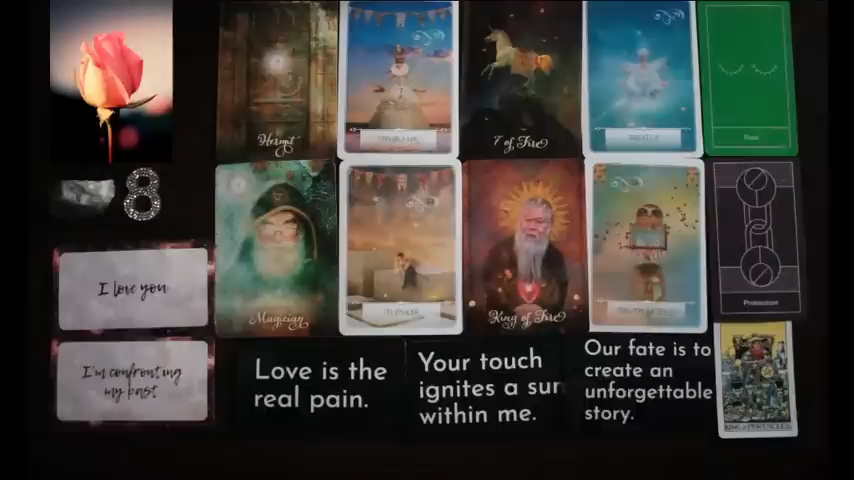 Hermit
7 of Fire
Rest
8
Magician
King of Fire
Protection
I love you
I'm confronting
my past
Love is the
real pain.
Your touch
ignites a sun
within me.
Our fate is to
create an
unforgettable
story.
KING of PENTACLES